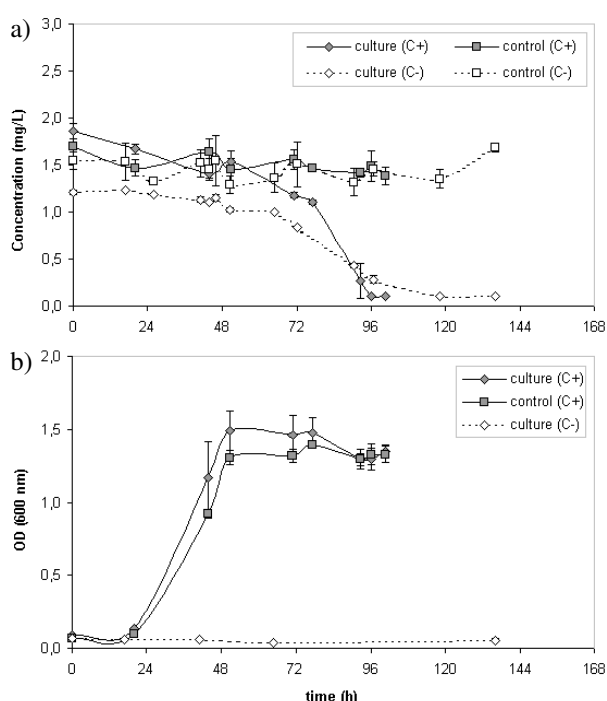 a)
3,0
2,5
2,0
1,5
1,0
0,5
0,0
Concentration (mg/L)
culture (C+) control (C+)
culture (C-) control (C-)
0 24 48 72 96 120 144 168
b)
2,0
1,5
1,0
0,5
0,0
OD (600 nm)
culture (C+)
control (C+)
culture (C-)
0 24 48 72 96 120 144 168
time (h)